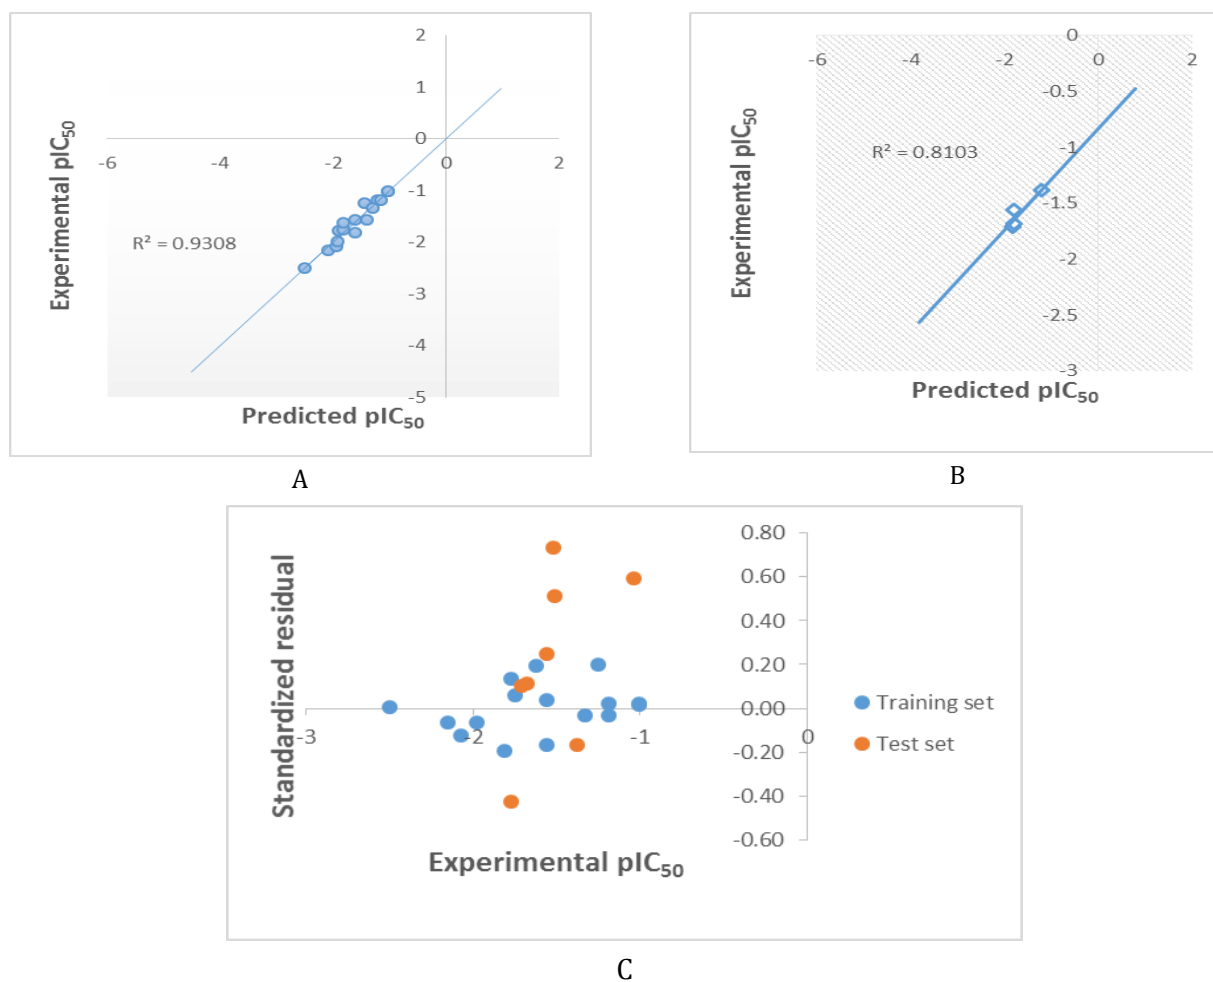 2
1
0
-6 -4 -2 0 2
-1
-2
-3
-4
-5
R² = 0.9308
Experimental pIC₅₀
Predicted pIC₅₀
A
0
-6 -4 -2 0 2
-0.5
-1
-1.5
-2
-2.5
-3
R² = 0.8103
Experimental pIC₅₀
Predicted pIC₅₀
B
0.80
0.60
0.40
0.20
0.00
-3 -2 -1 0
-0.20
-0.40
-0.60
Standardized residual
Experimental pIC₅₀
Training set
Test set
C